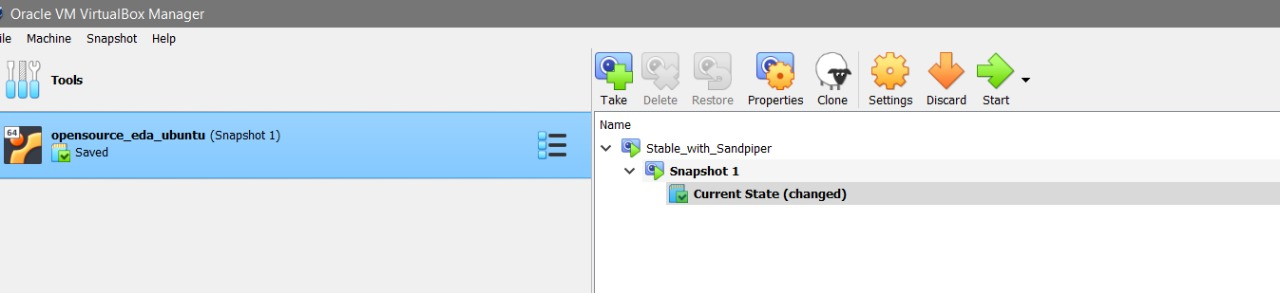 Oracle VM VirtualBox Manager
ile Machine Snapshot Help
Tools
Take Delete Restore Properties Clone Settings Discard Start
64
opensource_eda_ubuntu (Snapshot 1)
Saved
Name
Stable_with_Sandpiper
Snapshot 1
Current State (changed)